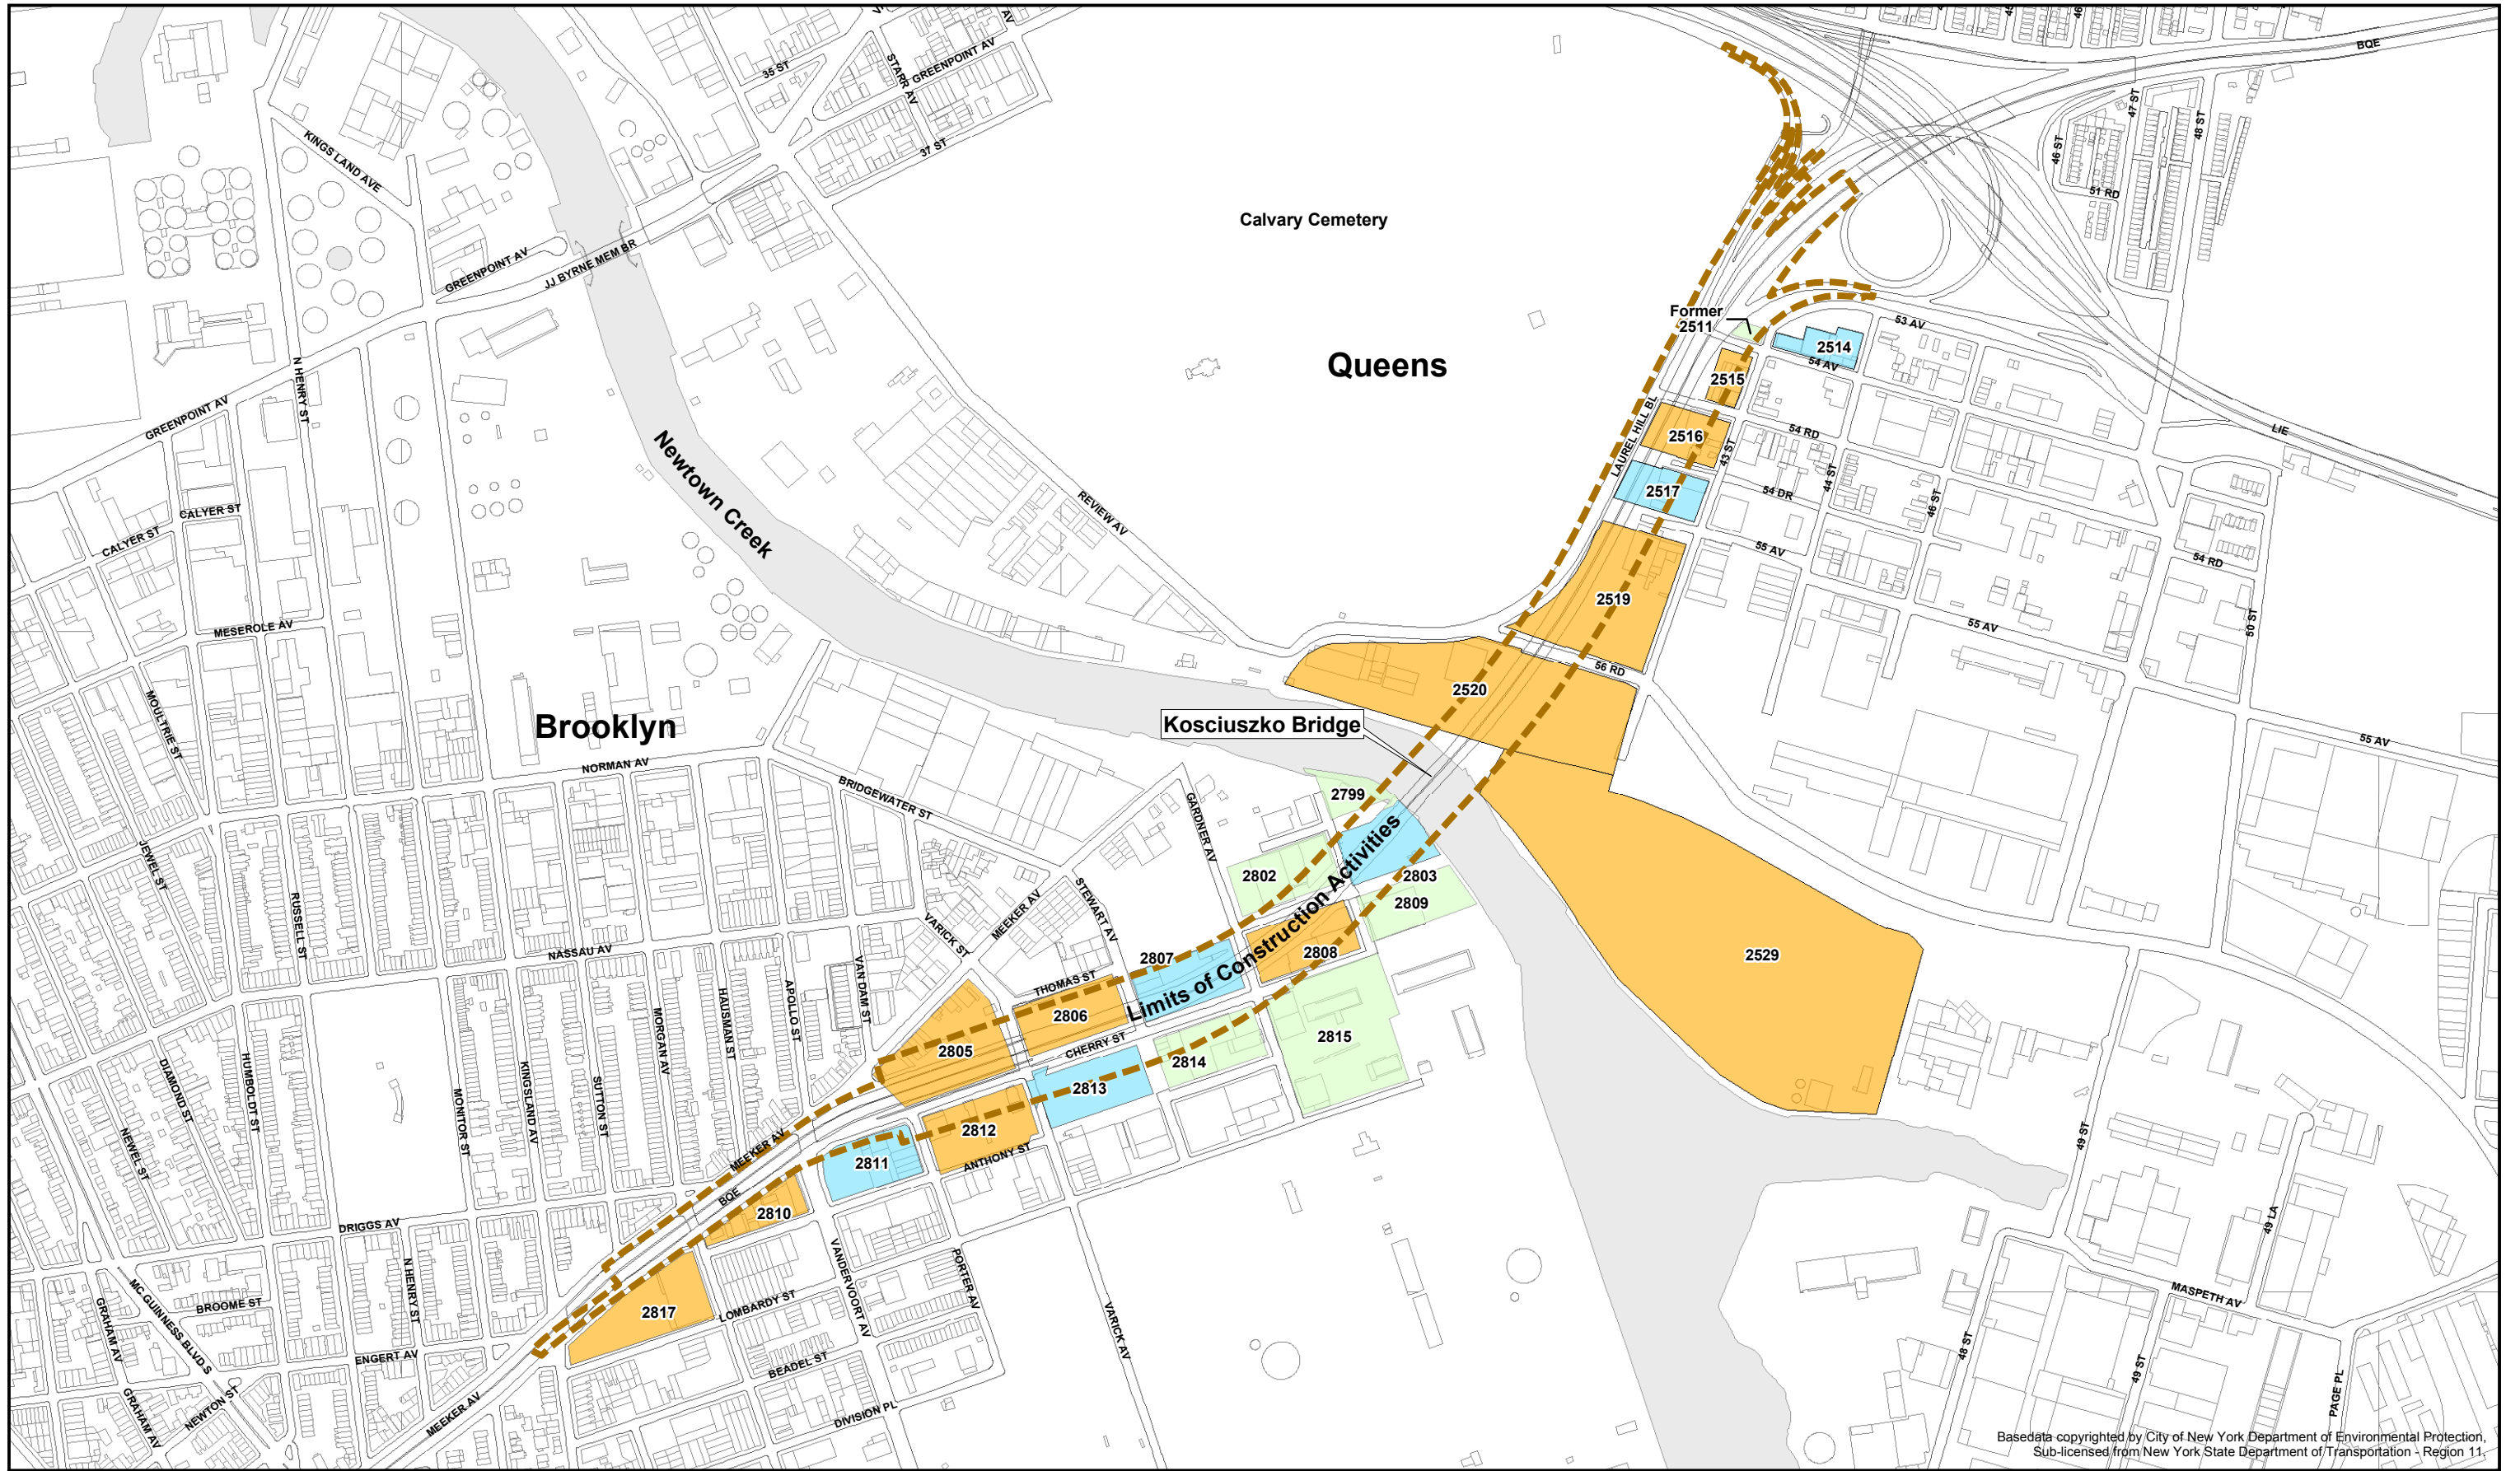 BQE
35 ST
STARR AV
GREENPOINT AV
AV
37 ST
47 ST
48 ST
46 ST
51 RD
KINGS LAND AVE
Calvary Cemetery
GREENPOINT AV
JJ BYRNE MEM BR
Former
2511
53 AV
2514
54 AV
Queens
2515
N HENRY ST
GREENPOINT AV
LAUREL HILL BL
2516
43 ST
54 RD
LIE
Newtown Creek
2517
54 DR
44 ST
46 ST
REVIEW AV
CALYER ST
CALYER ST
55 AV
54 RD
2519
MESEROLE AV
55 AV
50 ST
56 RD
2520
MOULTRIE ST
Brooklyn
Kosciuszko Bridge
55 AV
NORMAN AV
BRIDGEWATER ST
2799
GARDNER AV
JEWEL ST
2802
2803
2809
Limits of Construction Activities
STEWART AV
MEEKER AV
VARICK ST
RUSSELL ST
NASSAU AV
2807
2808
2529
THOMAS ST
VAN DAM ST
APOLLO ST
HAUSMAN ST
MORGAN AV
2806
2805
CHERRY ST
2815
2814
2813
DIAMOND ST
HUMBOLDT ST
MONITOR ST
KINGSLAND AV
SUTTON ST
2812
ANTHONY ST
2811
MEEKER AV
NEWEL ST
BQE
2810
49 ST
DRIGGS AV
49 LA
VANDERVOORT AV
PORTER AV
N HENRY ST
MC GUINNESS BLVD S
BROOME ST
2817
LOMBARDY ST
MASPETH AV
GRAHAM AV
VARICK AV
48 ST
ENGERT AV
BEADEL ST
49 ST
PAGE PL
GRAHAM AV
NEWTON ST
MEEKER AV
DIVISION PL
Basedata copyrighted by City of New York Department of Environmental Protection,
Sub-licensed from New York State Department of Transportation - Region 11.